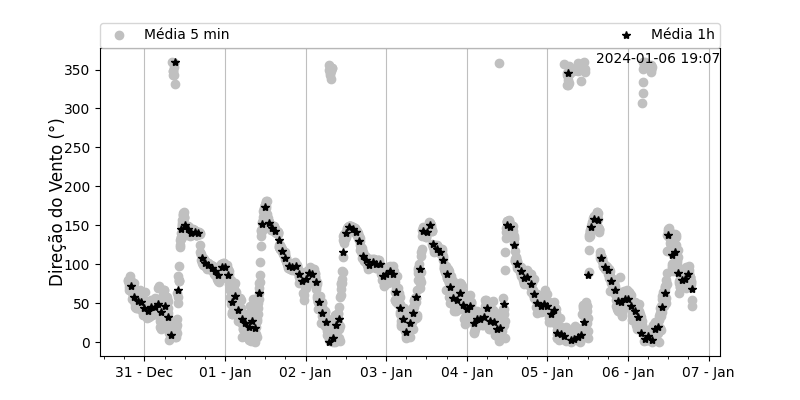 Média 5 min
Média 1h
2024-01-06 19:07
Direção do Vento (°)
350
300
250
200
150
100
50
0
31 - Dec
01 - Jan
02 - Jan
03 - Jan
04 - Jan
05 - Jan
06 - Jan
07 - Jan